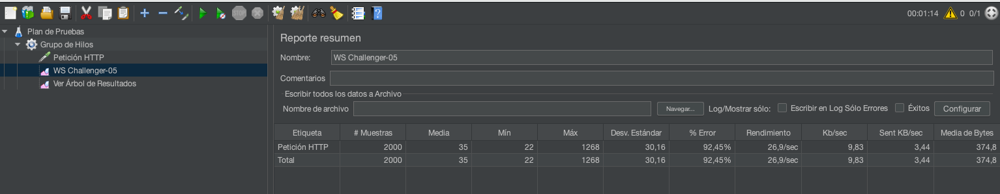 00:01:14 0 0/1
Plan de Pruebas
Grupo de Hilos
Petición HTTP
WS Challenger-05
Ver Árbol de Resultados
Reporte resumen
Nombre: WS Challenger-05
Comentarios
Escribir todos los datos a Archivo
Nombre de archivo Navegar... Log/Mostrar sólo: Escribir en Log Sólo Errores Éxitos Configurar
Etiqueta # Muestras Media Mín Máx Desv. Estándar % Error Rendimiento Kb/sec Sent KB/sec Media de Bytes
Petición HTTP 2000 35 22 1268 30,16 92,45% 26,9/sec 9,83 3,44 374,8
Total 2000 35 22 1268 30,16 92,45% 26,9/sec 9,83 3,44 374,8